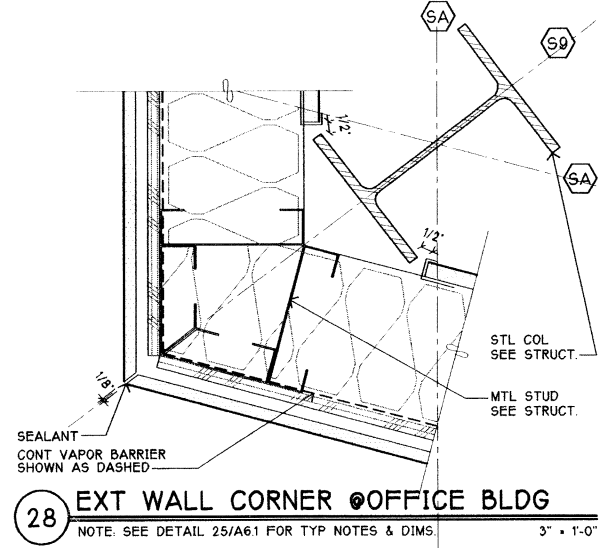 SA
S9
1/2"
SA
1/2"
STL COL
SEE STRUCT.
MTL STUD
SEE STRUCT.
1/8"
SEALANT
CONT VAPOR BARRIER
SHOWN AS DASHED
28 EXT WALL CORNER @OFFICE BLDG
NOTE: SEE DETAIL 25/A6.1 FOR TYP NOTES & DIMS. 3" = 1'-0"